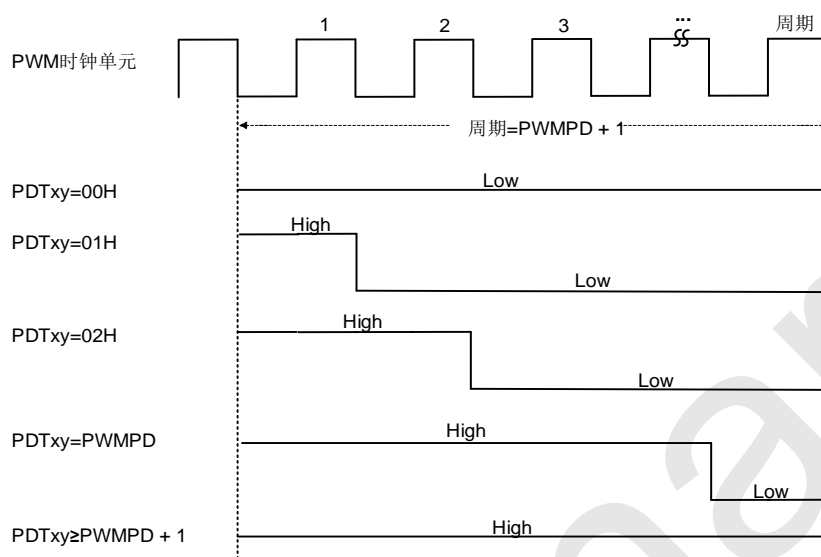 1 2 3 ... 周期
PWM时钟单元
周期=PWMPD + 1
PDTxy=00H Low
PDTxy=01H High Low
PDTxy=02H High Low
PDTxy=PWMPD High Low
PDTxy≥PWMPD + 1 High